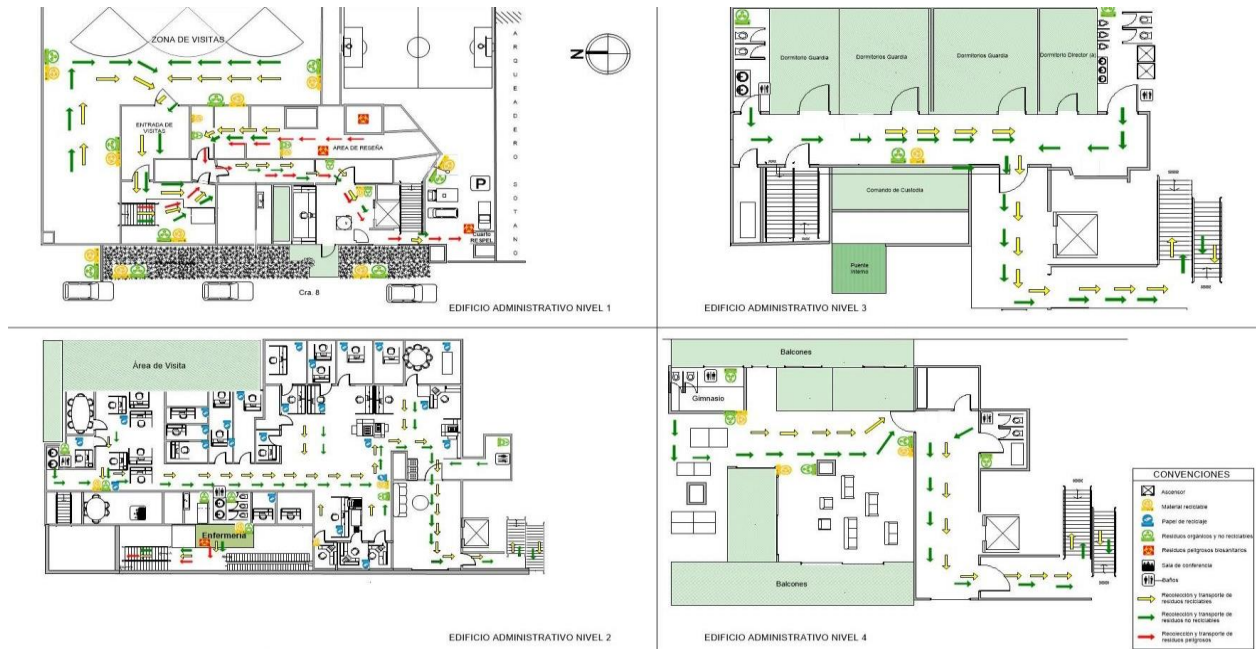 ZONA DE VISITAS
ENTRADA DE
VISITAS
AREA DE RESEÑA
P
Cuarto
RESPEL
PARQUEADERO SOTANO
N
Cra. 8
EDIFICIO ADMINISTRATIVO NIVEL 1
Dormitorio Guardia
Dormitorios Guardia
Dormitorios Guardia
Dormitorio Director (a)
Comando de Custodia
Puente
Interno
EDIFICIO ADMINISTRATIVO NIVEL 3
Área de Visita
Enfermería
EDIFICIO ADMINISTRATIVO NIVEL 2
Balcones
Gimnasio
Balcones
EDIFICIO ADMINISTRATIVO NIVEL 4
CONVENCIONES
Ascensor
Material reciclable
Papel de reciclaje
Residuos orgánicos y no reciclables
Residuos peligrosos biosanitarios
Sala de conferencia
Baños
Recolección y transporte de
residuos reciclables
Recolección y transporte de
residuos no reciclables
Recolección y transporte de
residuos peligrosos